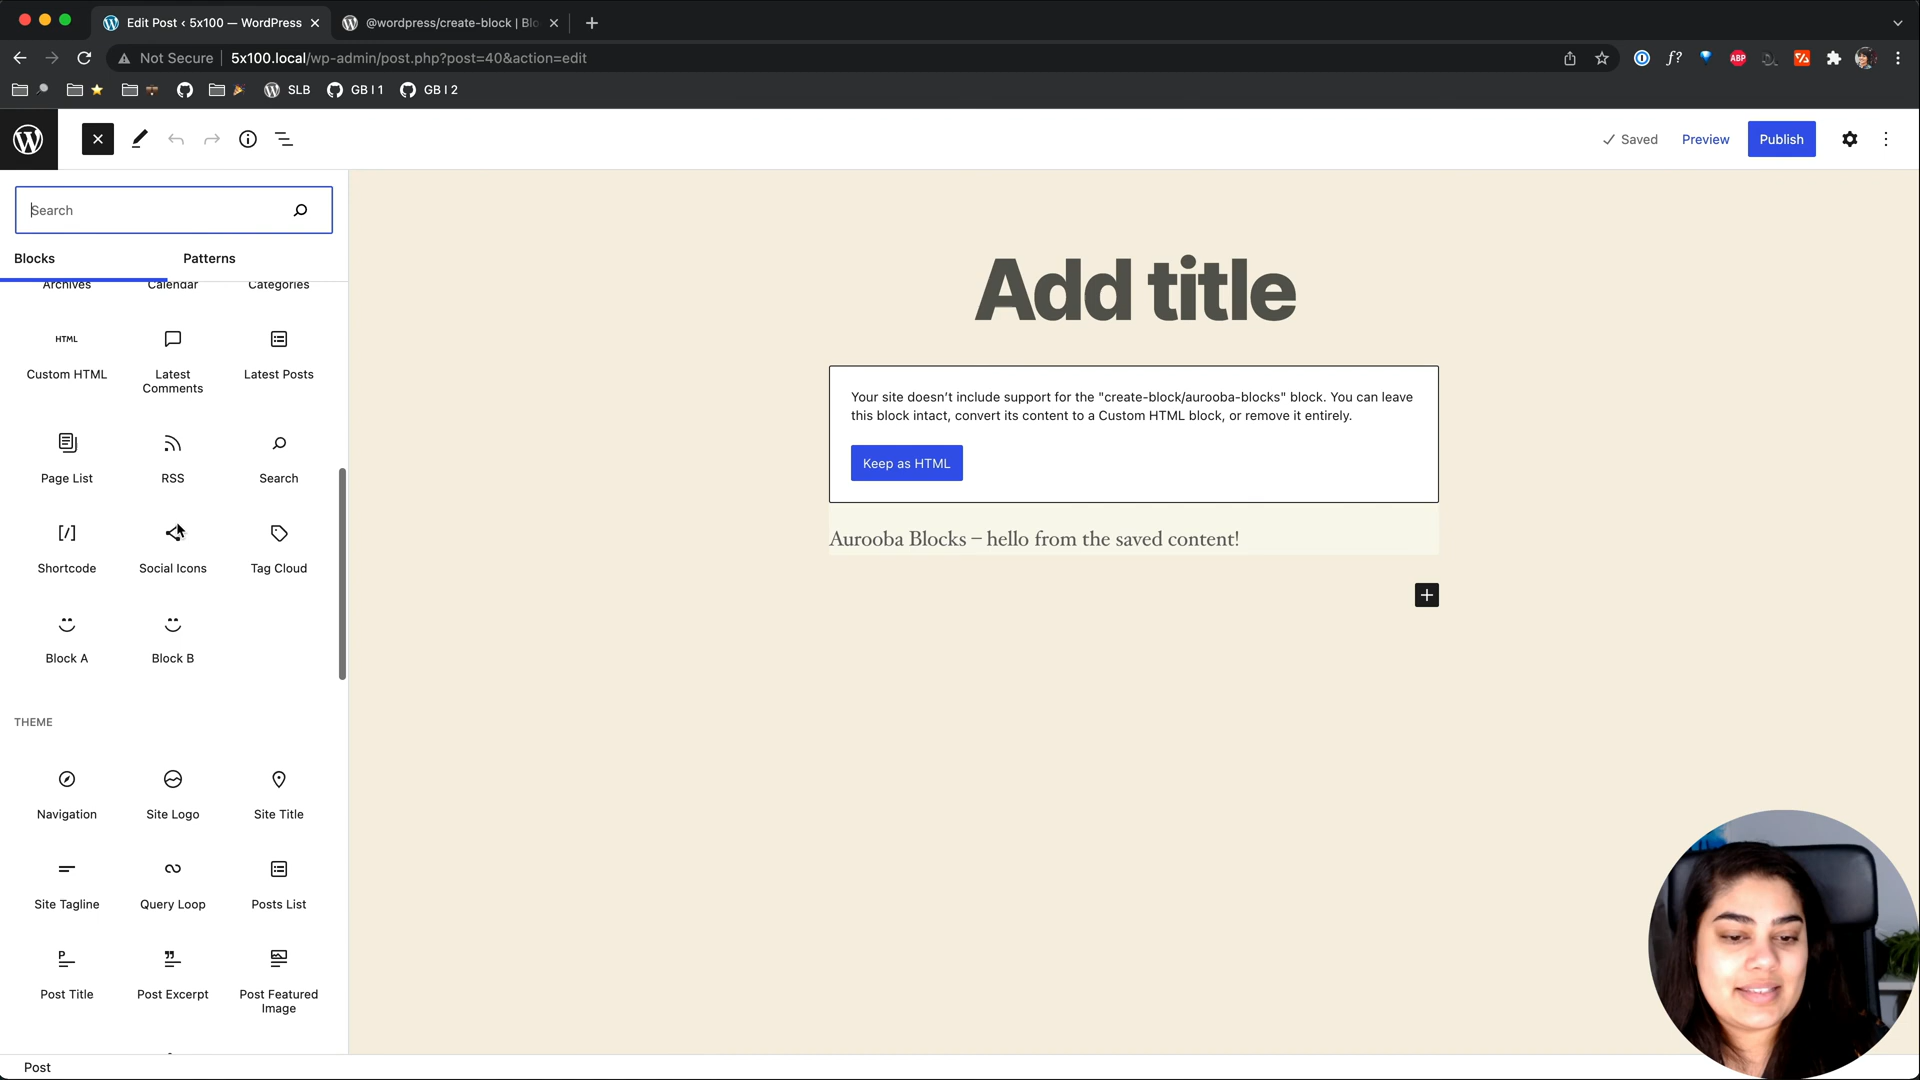 Edit Post ‹ 5x100 — WordPress
@wordpress/create-block | Blo
Not Secure
5x100.local/wp-admin/post.php?post=40&action=edit
f?
ABP
SLB
GB I 1
GB I 2
Saved
Preview
Publish
Search
Blocks
Patterns
Archives
Calendar
Categories
HTML
Custom HTML
Latest Comments
Latest Posts
Page List
RSS
Search
[/]
Shortcode
Social Icons
Tag Cloud
Block A
Block B
THEME
Navigation
Site Logo
Site Title
Site Tagline
Query Loop
Posts List
Post Title
Post Excerpt
Post Featured Image
Add title
Your site doesn’t include support for the "create-block/aurooba-blocks" block. You can leave
this block intact, convert its content to a Custom HTML block, or remove it entirely.
Keep as HTML
Aurooba Blocks – hello from the saved content!
Post